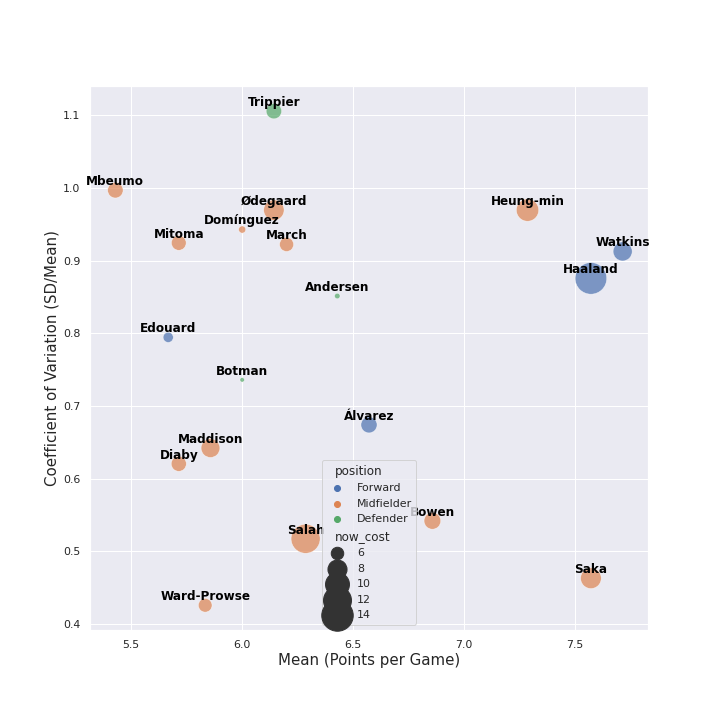 Trippier
1.1
Mbeumo
1.0
Ødegaard
Heung-min
Domínguez
Mitoma
March
Watkins
0.9
Haaland
Andersen
Edouard
0.8
Botman
0.7
Álvarez
Maddison
Diaby
0.6
position
Forward
Midfielder
Defender
Bowen
now_cost
6
8
10
12
14
Salah
0.5
Saka
Ward-Prowse
0.4
5.5 6.0 6.5 7.0 7.5
Mean (Points per Game)
Coefficient of Variation (SD/Mean)